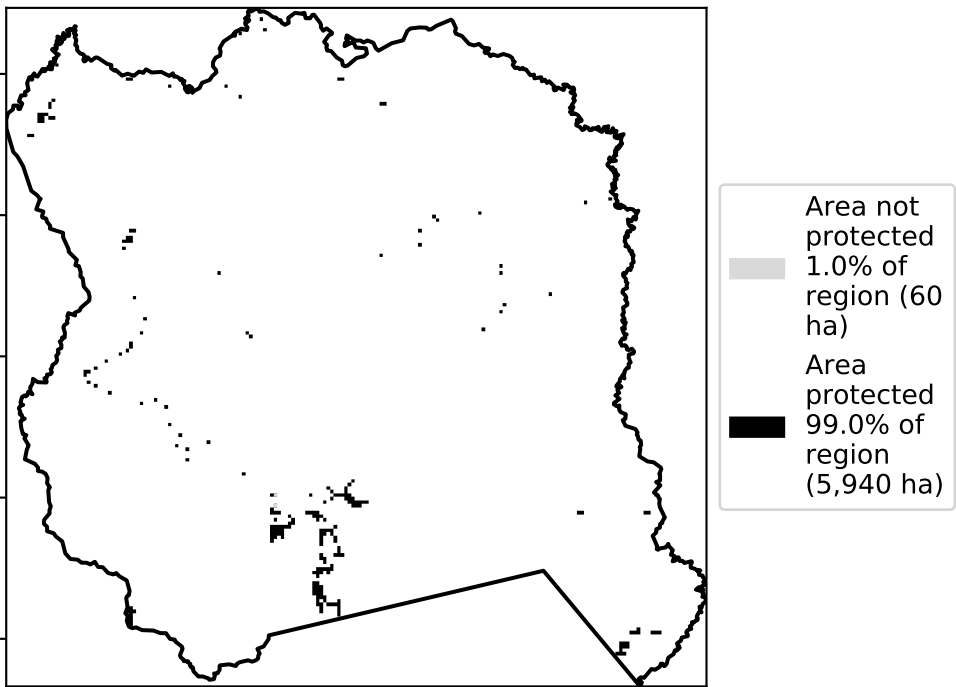 Area not
protected
1.0% of
region (60
ha)
Area
protected
99.0% of
region
(5,940 ha)